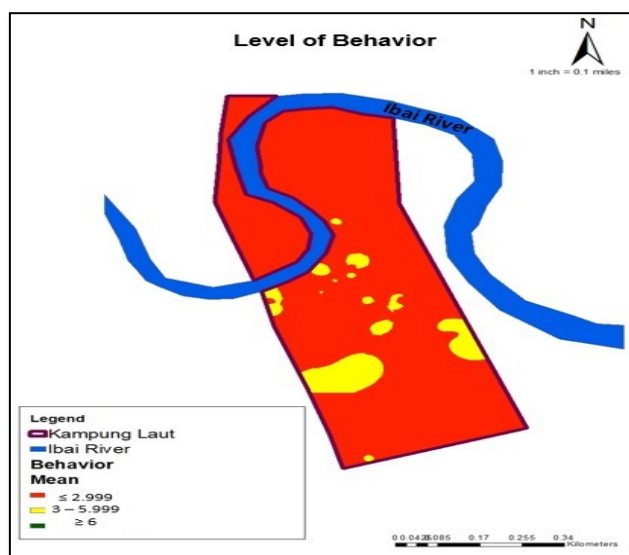 Level of Behavior
N
1 inch = 0.1 miles
Ibai River
Legend
Kampung Laut
Ibai River
Behavior
Mean
≤ 2.999
3 – 5.999
≥ 6
0.17 0.255 0.34
Kilometers